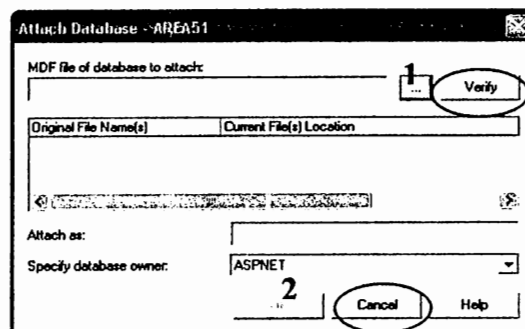 Attach Database - AREA51
MDF file of database to attach:
1
... Verify
Original File Name(s) Current File(s) Location
Attach as:
Specify database owner: ASPNET
2
Cancel Help